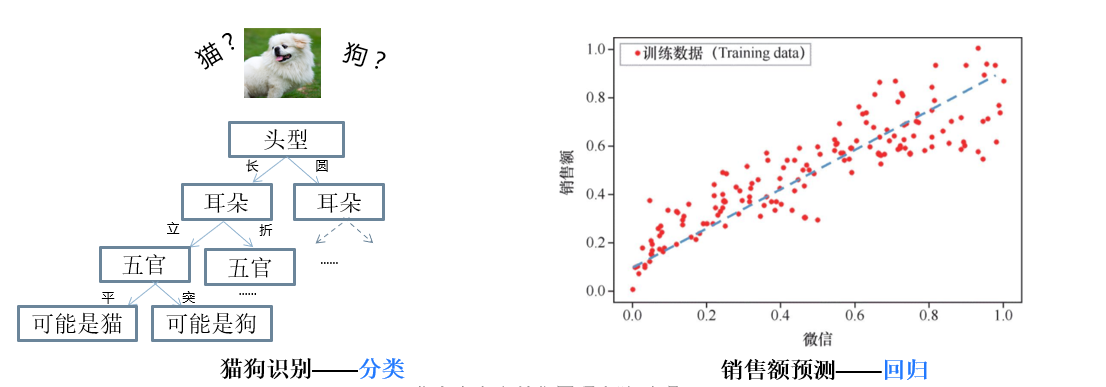 猫？
狗？
头型
长
圆
耳朵
耳朵
立
折
五官
五官
......
平
突
......
可能是猫
可能是狗
猫狗识别——分类
训练数据（Training data）
1.0
0.8
0.6
0.4
0.2
0.0
销售额
0.0
0.2
0.4
0.6
0.8
1.0
微信
销售额预测——回归